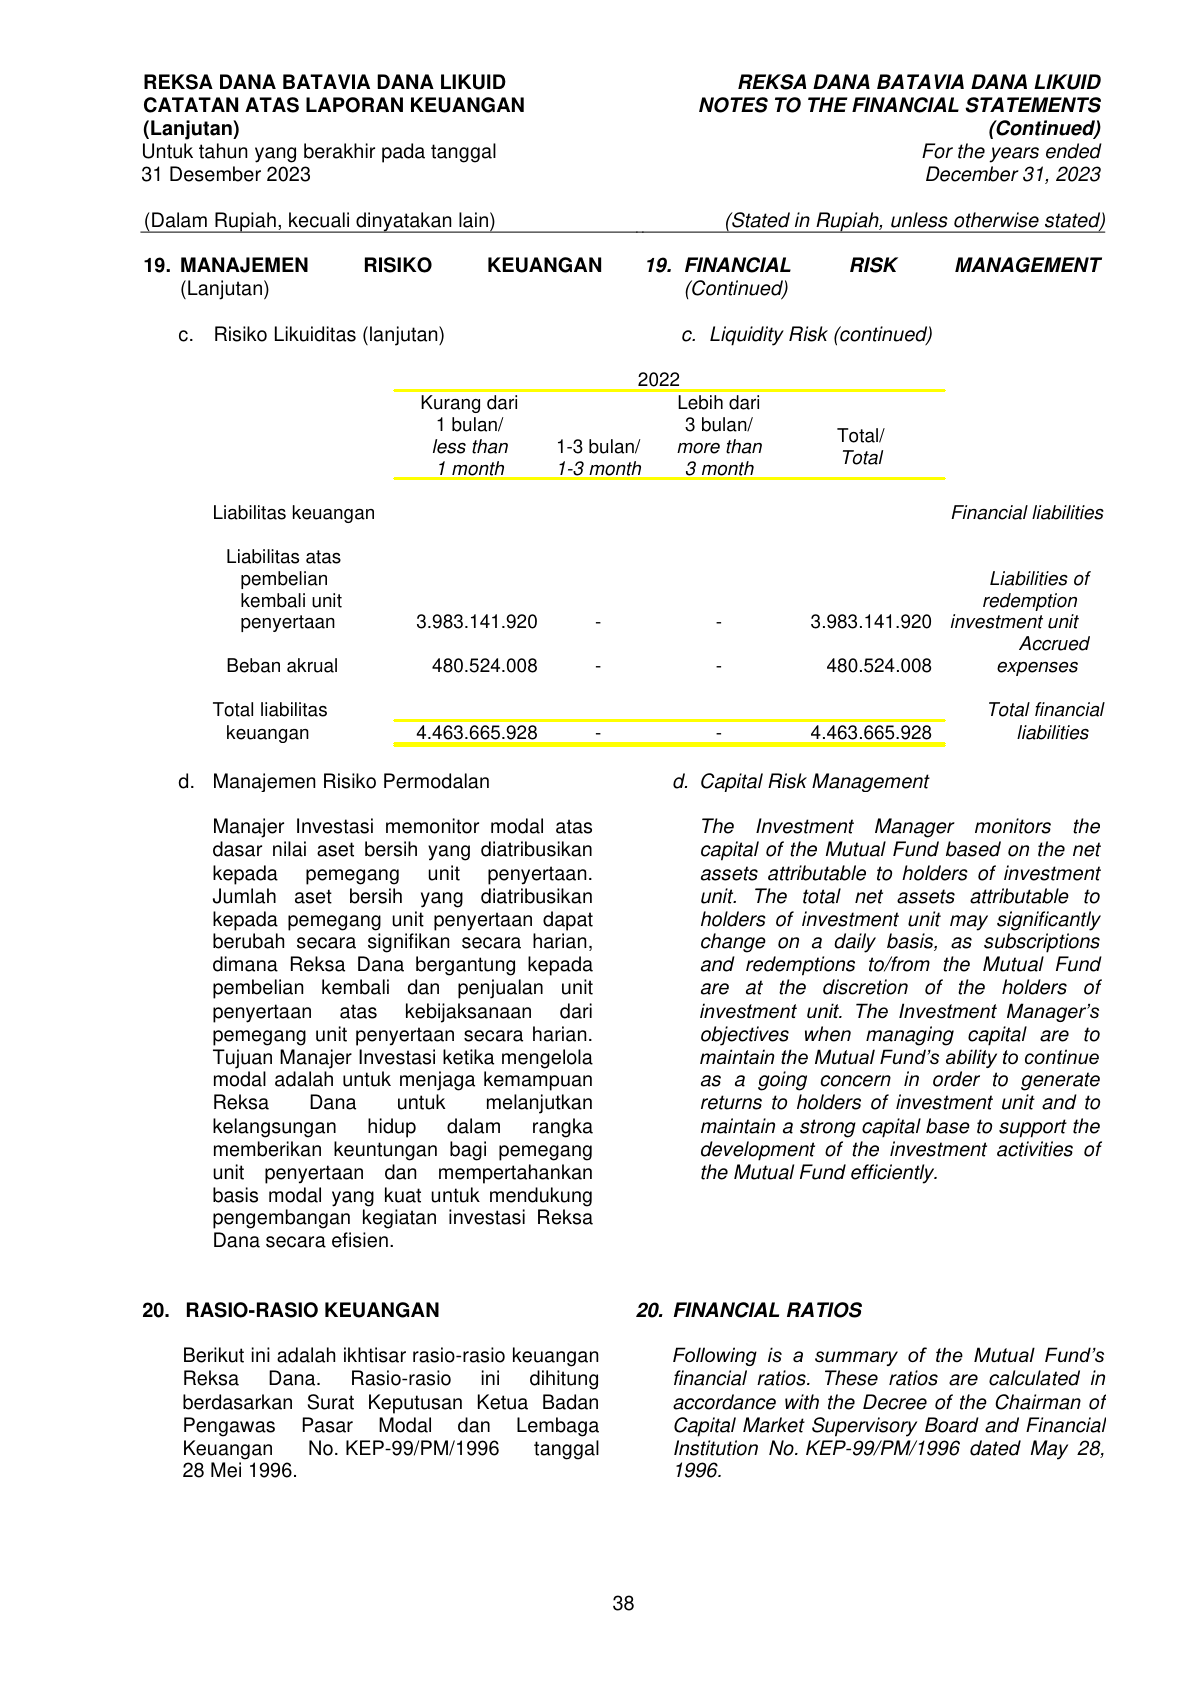 REKSA DANA BATAVIA DANA LIKUID
CATATAN ATAS LAPORAN KEUANGAN
(Lanjutan)
Untuk tahun yang berakhir pada tanggal
31 Desember 2023
(Dalam Rupiah, kecuali dinyatakan lain)
REKSA DANA BATAVIA DANA LIKUID
NOTES TO THE FINANCIAL STATEMENTS
(Continued)
For the years ended
December 31, 2023
(Stated in Rupiah, unless otherwise stated)
19. MANAJEMEN RISIKO KEUANGAN
(Lanjutan)
19. FINANCIAL RISK MANAGEMENT
(Continued)
c. Risiko Likuiditas (lanjutan)
c. Liquidity Risk (continued)
2022
Kurang dari
1 bulan/
less than
1 month
1-3 bulan/
1-3 month
Lebih dari
3 bulan/
more than
3 month
Total/
Total
Liabilitas keuangan
Financial liabilities
Liabilitas atas
pembelian
kembali unit
penyertaan 3.983.141.920 - - 3.983.141.920
Liabilities of
redemption
investment unit
Beban akrual 480.524.008 - - 480.524.008
Accrued
expenses
Total liabilitas
keuangan 4.463.665.928 - - 4.463.665.928
Total financial
liabilities
d. Manajemen Risiko Permodalan
Manajer Investasi memonitor modal atas
dasar nilai aset bersih yang diatribusikan
kepada pemegang unit penyertaan.
Jumlah aset bersih yang diatribusikan
kepada pemegang unit penyertaan dapat
berubah secara signifikan secara harian,
dimana Reksa Dana bergantung kepada
pembelian kembali dan penjualan unit
penyertaan atas kebijaksanaan dari
pemegang unit penyertaan secara harian.
Tujuan Manajer Investasi ketika mengelola
modal adalah untuk menjaga kemampuan
Reksa Dana untuk melanjutkan
kelangsungan hidup dalam rangka
memberikan keuntungan bagi pemegang
unit penyertaan dan mempertahankan
basis modal yang kuat untuk mendukung
pengembangan kegiatan investasi Reksa
Dana secara efisien.
d. Capital Risk Management
The Investment Manager monitors the
capital of the Mutual Fund based on the net
assets attributable to holders of investment
unit. The total net assets attributable to
holders of investment unit may significantly
change on a daily basis, as subscriptions
and redemptions to/from the Mutual Fund
are at the discretion of the holders of
investment unit. The Investment Manager’s
objectives when managing capital are to
maintain the Mutual Fund’s ability to continue
as a going concern in order to generate
returns to holders of investment unit and to
maintain a strong capital base to support the
development of the investment activities of
the Mutual Fund efficiently.
20. RASIO-RASIO KEUANGAN
Berikut ini adalah ikhtisar rasio-rasio keuangan
Reksa Dana. Rasio-rasio ini dihitung
berdasarkan Surat Keputusan Ketua Badan
Pengawas Pasar Modal dan Lembaga
Keuangan No. KEP-99/PM/1996 tanggal
28 Mei 1996.
20. FINANCIAL RATIOS
Following is a summary of the Mutual Fund’s
financial ratios. These ratios are calculated in
accordance with the Decree of the Chairman of
Capital Market Supervisory Board and Financial
Institution No. KEP-99/PM/1996 dated May 28,
1996.
38